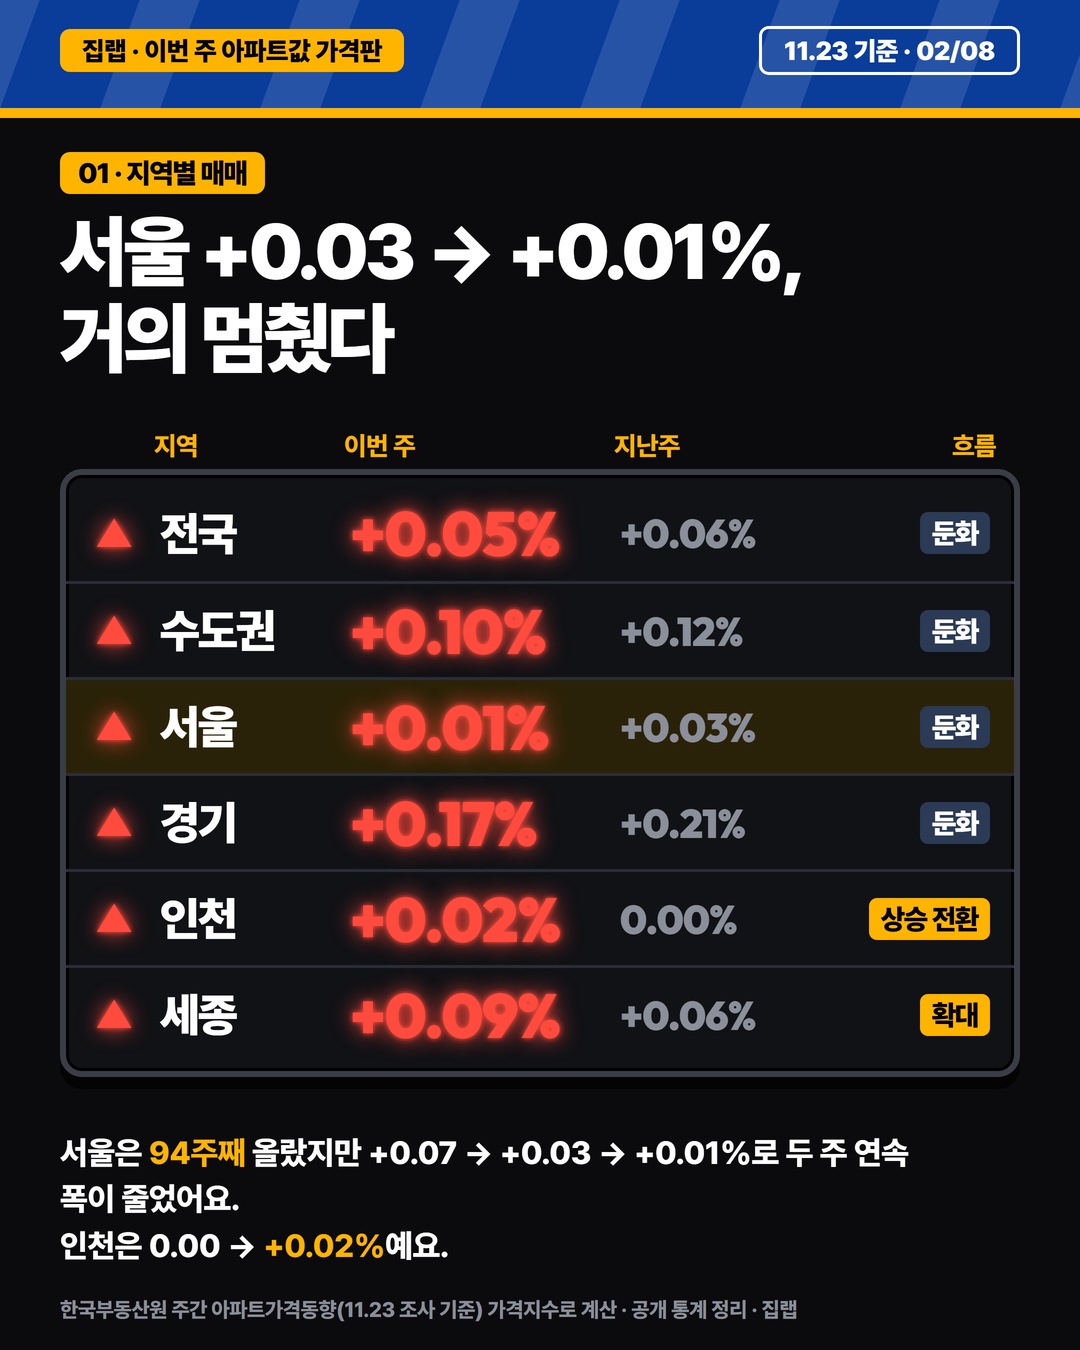 집랩 · 이번 주 아파트값 가격판
11.23 기준 · 02/08
01 · 지역별 매매
서울 +0.03 → +0.01%,
거의 멈췄다
지역 이번 주 지난주 흐름
▲ 전국 +0.05% +0.06% 둔화
▲ 수도권 +0.10% +0.12% 둔화
▲ 서울 +0.01% +0.03% 둔화
▲ 경기 +0.17% +0.21% 둔화
▲ 인천 +0.02% 0.00% 상승 전환
▲ 세종 +0.09% +0.06% 확대
서울은 94주째 올랐지만 +0.07 → +0.03 → +0.01%로 두 주 연속
폭이 줄었어요.
인천은 0.00 → +0.02%예요.
한국부동산원 주간 아파트가격동향(11.23 조사 기준) 가격지수로 계산 · 공개 통계 정리 · 집랩